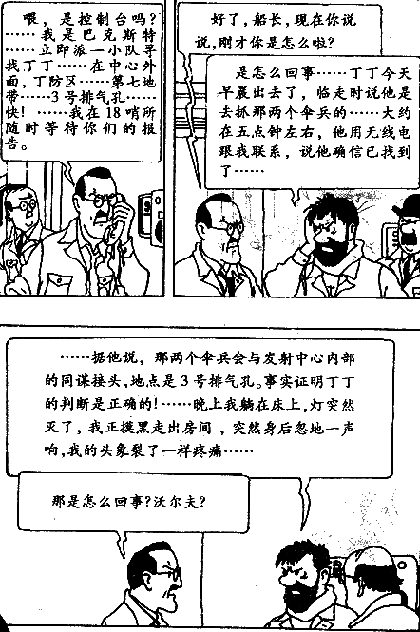 喂，是控制台吗？
……我是巴克斯特
……立即派一小队寻
找丁丁……在中心外
面，丁防区……第七地
带……3号排气孔……
快！……我在18哨所
随时等待你们的报
告。
好了，船长，现在你说
说，刚才你是怎么啦？
是怎么回事……丁丁今天
早晨出去了，临走时说他是
去抓那两个伞兵的……大约
在五点钟左右，他用无线电
跟我联系，说他确信已找到
了……
……据他说，那两个伞兵会与发射中心内部
的同谋接头，地点是3号排气孔。事实证明丁丁
的判断是正确的！……晚上我躺在床上，灯突然
灭了，我正摸黑走出房间，突然身后忽地一声
响，我的头象裂了一样疼痛……
那是怎么回事？沃尔夫？